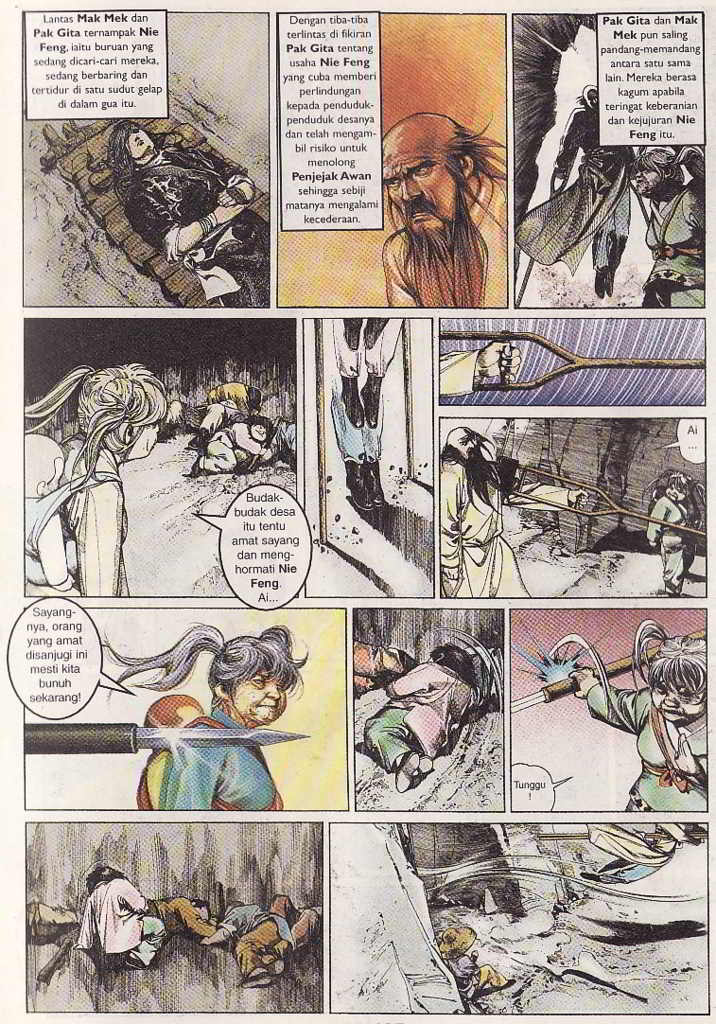 Lantas Mak Mek dan
Pak Gita ternampak Nie
Feng, iaitu buruan yang
sedang dicari-cari mereka,
sedang berbaring dan
tertidur di satu sudut gelap
di dalam gua itu.
Dengan tiba-tiba
terlintas di fikiran
Pak Gita tentang
usaha Nie Feng
yang cuba memberi
perlindungan
kepada penduduk-
penduduk desanya
dan telah mengam-
bil risiko untuk
menolong
Penjejak Awan
sehingga sebiji
matanya mengalami
kecederaan.
Pak Gita dan Mak
Mek pun saling
pandang-memandang
antara satu sama
lain. Mereka berasa
kagum apabila
teringat keberanian
dan kejujuran Nie
Feng itu.
Budak-
budak desa
itu tentu
amat sayang
dan meng-
hormati Nie
Feng.
Ai...
Ai
...
Sayang-
nya, orang
yang amat
disanjugi ini
mesti kita
bunuh
sekarang!
Tunggu
!